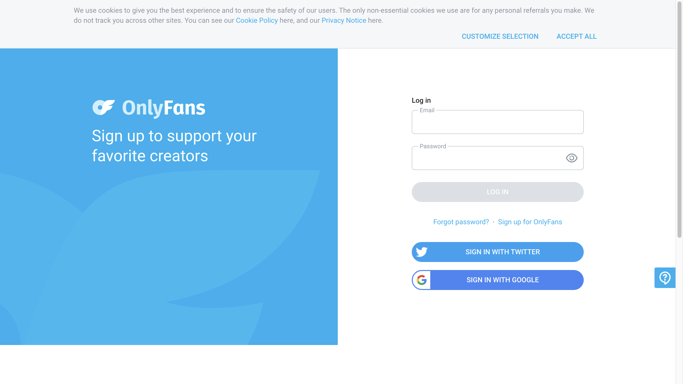 We use cookies to give you the best experience and to ensure the safety of our users. The only non-essential cookies we use are for any personal referrals you make. We
do not track you across other sites. You can see our Cookie Policy here, and our Privacy Notice here.
CUSTOMIZE SELECTION ACCEPT ALL
OnlyFans
Sign up to support your
favorite creators
Log in
Email
Password
LOG IN
Forgot password? · Sign up for OnlyFans
SIGN IN WITH TWITTER
SIGN IN WITH GOOGLE